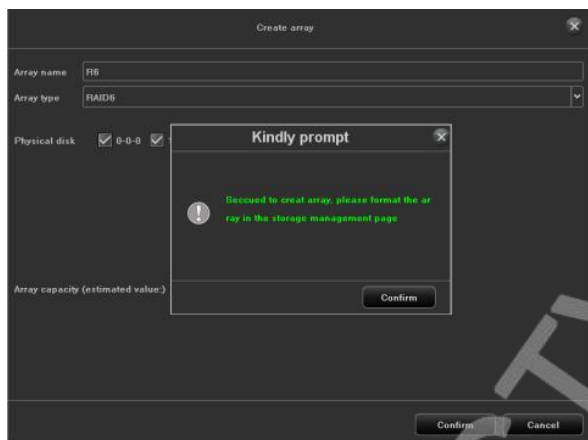 Create array
Array name R6
Array type RAID6
Kindly prompt
Physical disk 0-0-0
Seccued to creat array, please format the ar
ray in the storage management page
Array capacity (estimated value:)
Confirm
Confirm Cancel